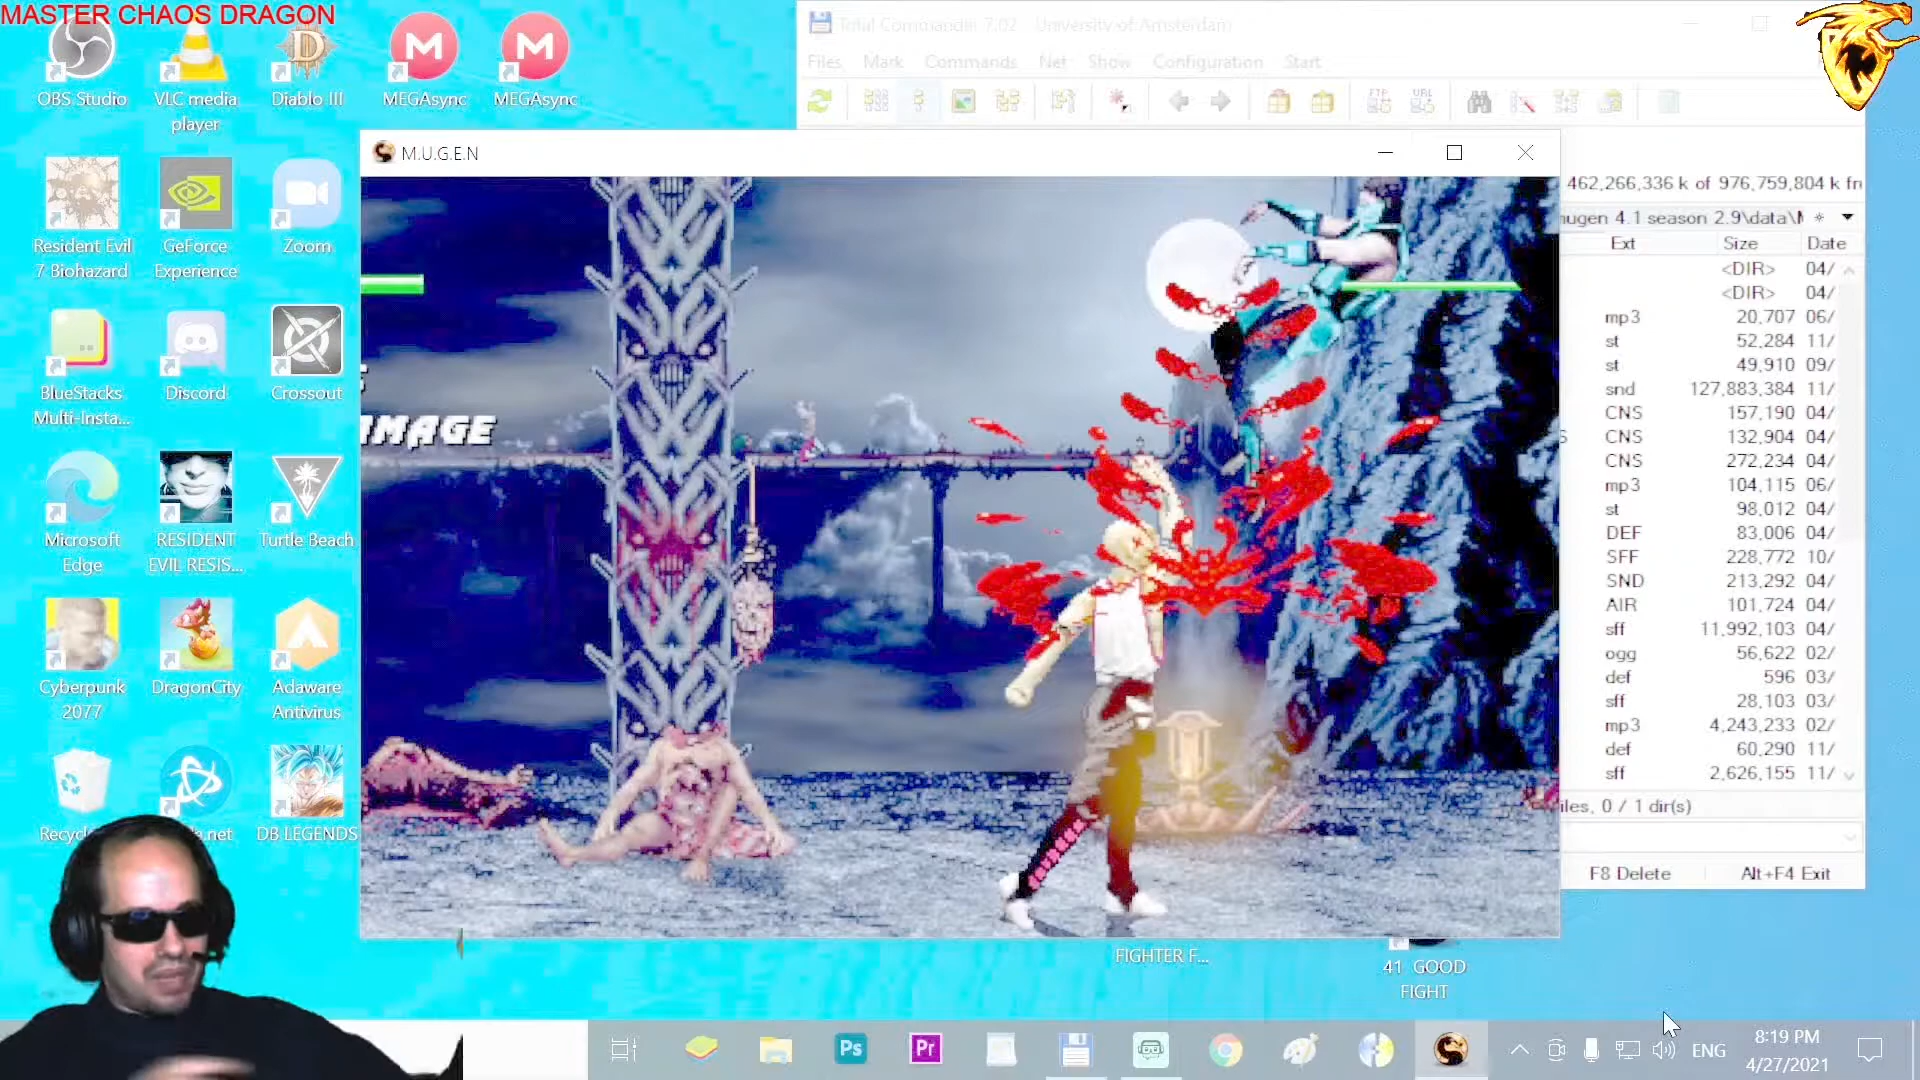 MASTER CHAOS DRAGON
OBS Studio
VLC media
player
Diablo III
MEGAsync
MEGAsync
Resident Evil
7 Biohazard
GeForce
Experience
Zoom
BlueStacks
Multi-Insta...
Discord
Crossout
Microsoft
Edge
RESIDENT
EVIL RESIS...
Turtle Beach
Cyberpunk
2077
DragonCity
Adaware
Antivirus
DB LEGENDS
Total Commander 7.02 - University of Amsterdam
Files Mark Commands Net Show Configuration Start
FTP URL
M.U.G.E.N
462,266,336 k of 976,759,804 k
mugen 4.1 season 2.9\data\
Ext Size Date
<DIR> 04/
<DIR> 04/
mp3 20,707 06/
st 52,284 11/
st 49,910 09/
snd 127,883,384 11/
CNS 157,190 04/
CNS 132,904 04/
CNS 272,234 04/
mp3 104,115 06/
st 98,012 04/
DEF 83,006 04/
SFF 228,772 10/
SND 213,292 04/
AIR 101,724 04/
sff 11,992,103 04/
ogg 56,622 02/
def 596 03/
sff 28,103 03/
mp3 4,243,233 02/
def 60,290 11/
sff 2,626,155 11/
files, 0 / 1 dir(s)
F8 Delete Alt+F4 Exit
FIGHTER F...
41 GOOD
FIGHT
Ps
Pr
ENG
8:19 PM
4/27/2021